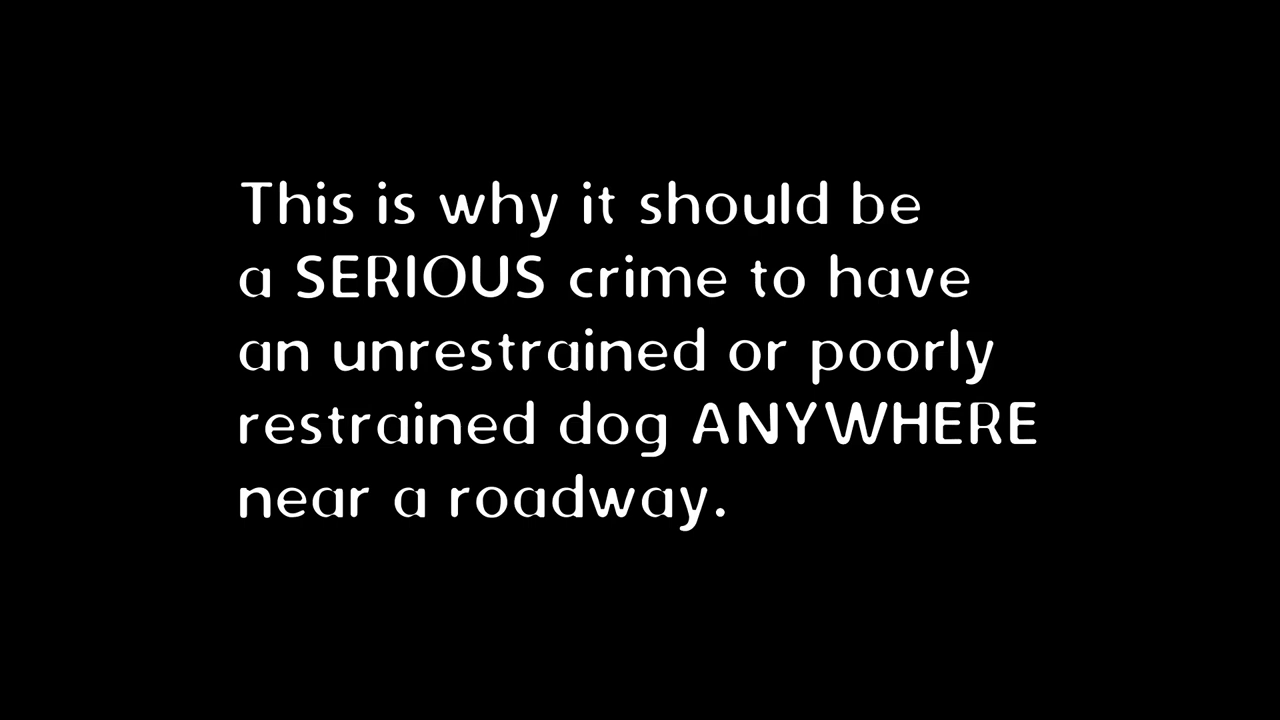 This is why it should be
a SERIOUS crime to have
an unrestrained or poorly
restrained dog ANYWHERE
near a roadway.